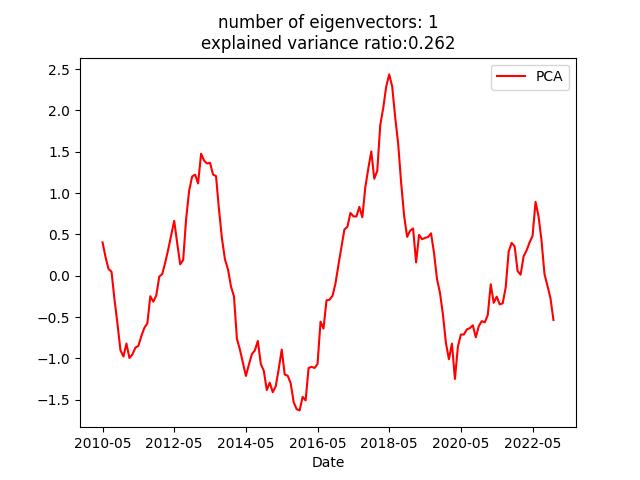 number of eigenvectors: 1
explained variance ratio:0.262
PCA
2.5
2.0
1.5
1.0
0.5
0.0
−0.5
−1.0
−1.5
2010-05 2012-05 2014-05 2016-05 2018-05 2020-05 2022-05
Date